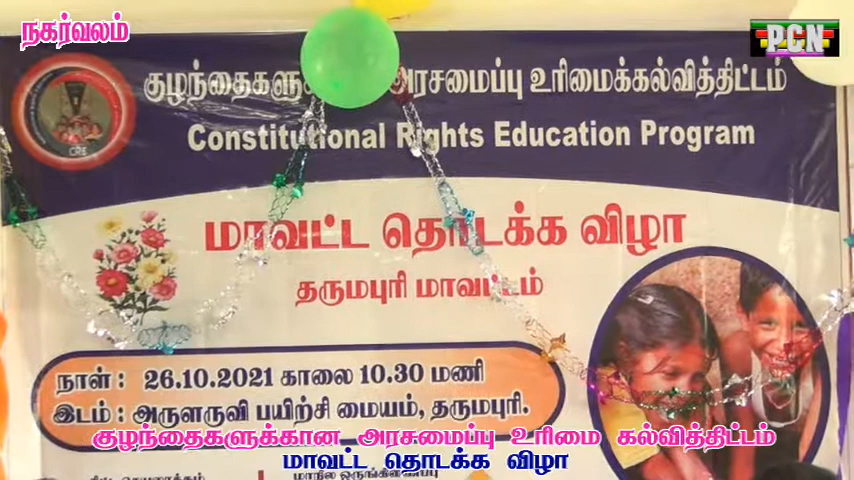 நகர்வலம்
PCN
அரசமைப்பு உரிமைக்கல்வித்திட்டம்
CRE
Constitutional Rights Education Program
மாவட்ட தொடக்க விழா
தருமபுரி மாவட்டம்
நாள் : 26.10.2021 காலை 10.30 மணி
இடம் : அருளருவி பயிற்சி மையம், தருமபுரி.
குழந்தைகளுக்கான அரசமைப்பு உரிமை கல்வித்திட்டம்
மாவட்ட தொடக்க விழா